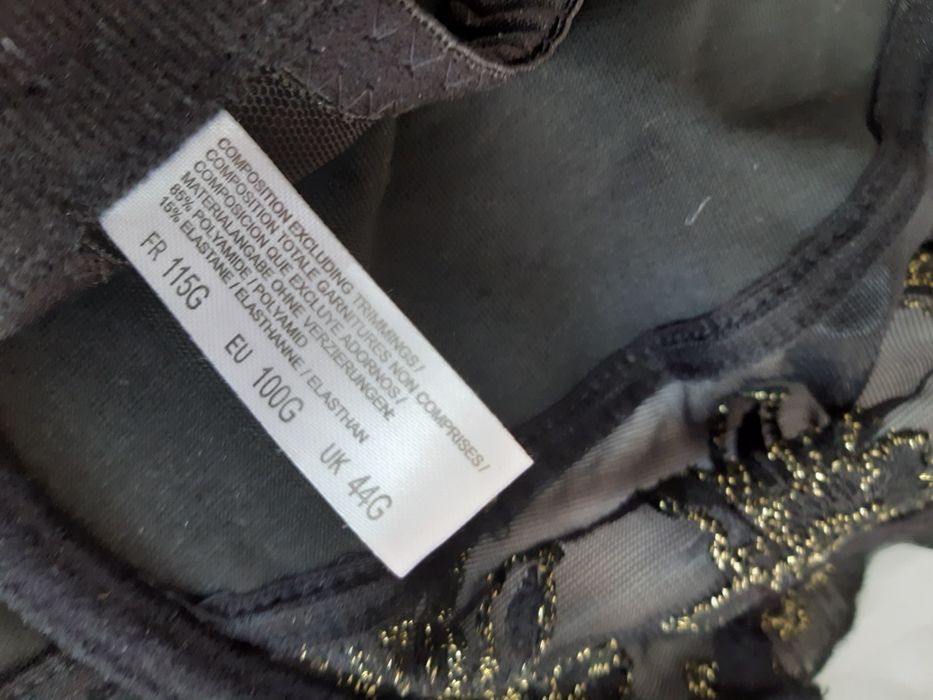 COMPOSITION EXCLUDING TRIMMINGS /
COMPOSITION TOTALE GARNITURES NON COMPRISES /
COMPOSICION QUE EXCLUYE ADORNOS /
MATERIALANGABE OHNE VERZIERUNGEN:
85% POLYAMIDE / POLYAMID
15% ELASTANE / ELASTHANNE / ELASTHAN
FR 115G EU 100G UK 44G